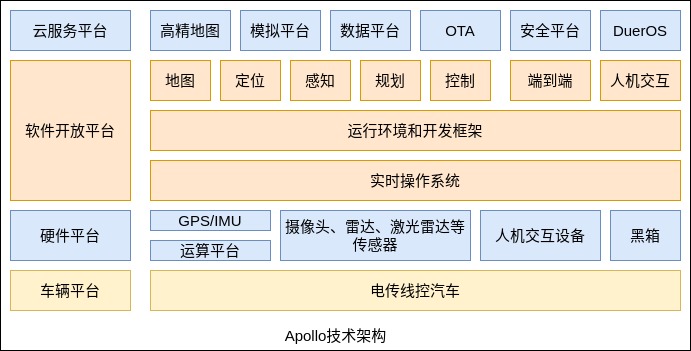 云服务平台
高精地图
模拟平台
数据平台
OTA
安全平台
DuerOS
软件开放平台
地图
定位
感知
规划
控制
端到端
人机交互
运行环境和开发框架
实时操作系统
硬件平台
GPS/IMU
运算平台
摄像头、雷达、激光雷达等
传感器
人机交互设备
黑箱
车辆平台
电传线控汽车
Apollo技术架构